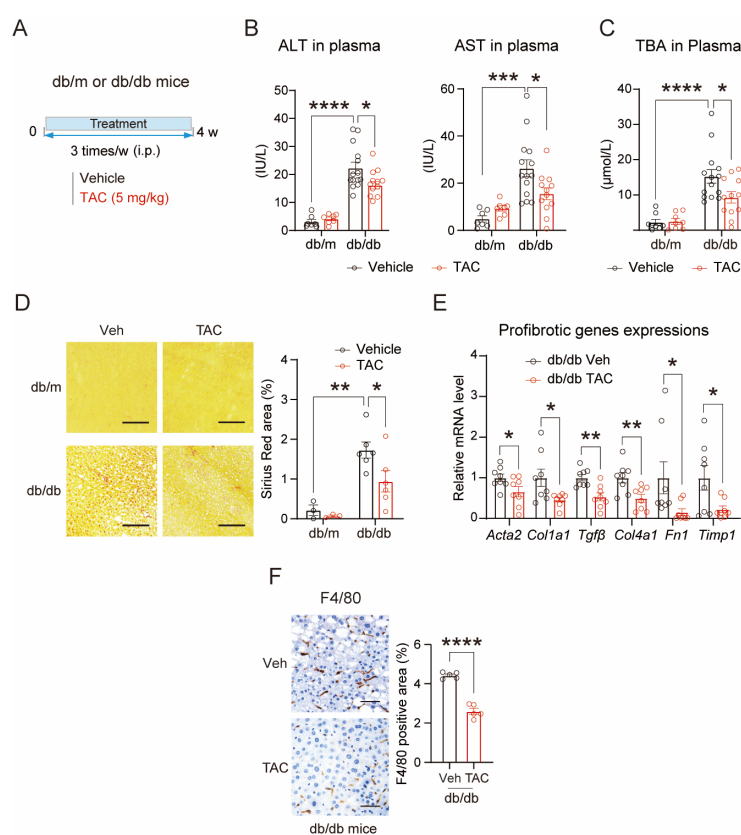 A
db/m or db/db mice
0
Treatment
4 w
3 times/w (i.p.)
Vehicle
TAC (5 mg/kg)
B
ALT in plasma
(IU/L)
40
30
20
10
0
**** *
db/m db/db
AST in plasma
(IU/L)
60
40
20
0
*** *
db/m db/db
Vehicle TAC
C
TBA in Plasma
(μmol/L)
40
30
20
10
0
**** *
db/m db/db
Vehicle TAC
D
Veh TAC
db/m
db/db
Sirius Red area (%)
4
3
2
1
0
Vehicle
TAC
** *
db/m db/db
E
Profibrotic genes expressions
Relative mRNA level
4
3
2
1
0
db/db Veh
db/db TAC
* * ** ** * *
Acta2 Col1a1 Tgfβ Col4a1 Fn1 Timp1
F
F4/80
Veh
TAC
db/db mice
F4/80 positive area (%)
6
4
2
0
****
Veh TAC
db/db